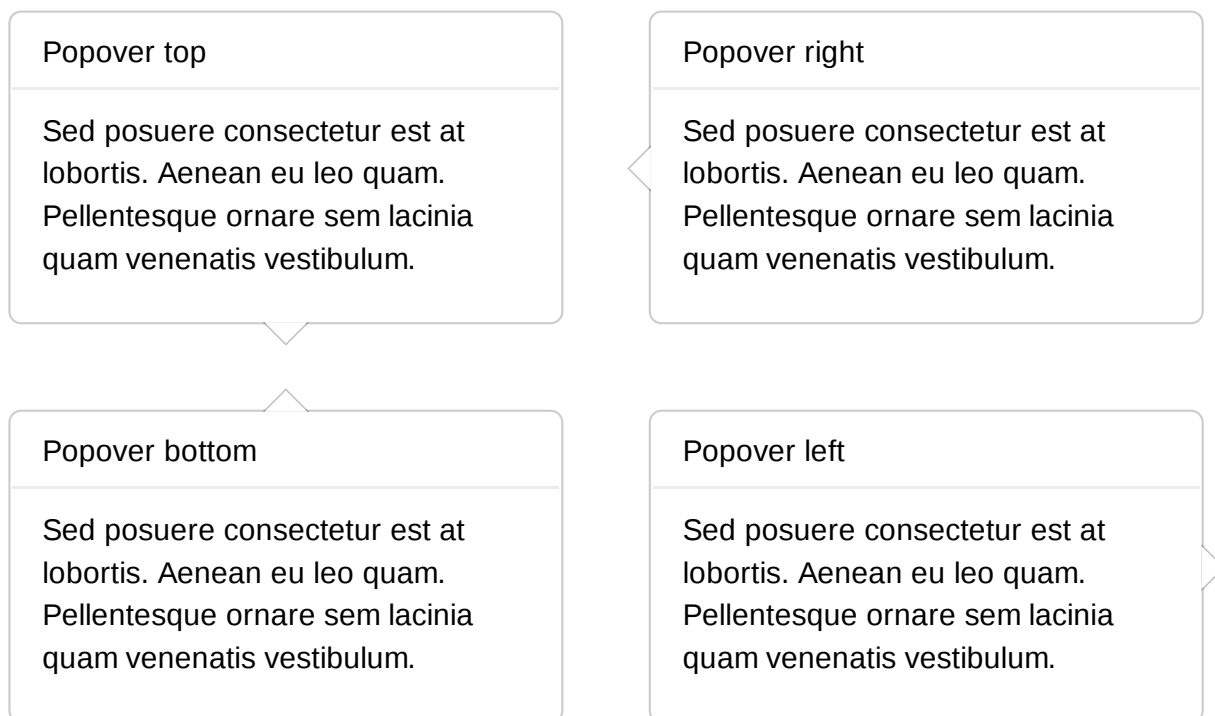 Popover top
Sed posuere consectetur est at
lobortis. Aenean eu leo quam.
Pellentesque ornare sem lacinia
quam venenatis vestibulum.
Popover right
Sed posuere consectetur est at
lobortis. Aenean eu leo quam.
Pellentesque ornare sem lacinia
quam venenatis vestibulum.
Popover bottom
Sed posuere consectetur est at
lobortis. Aenean eu leo quam.
Pellentesque ornare sem lacinia
quam venenatis vestibulum.
Popover left
Sed posuere consectetur est at
lobortis. Aenean eu leo quam.
Pellentesque ornare sem lacinia
quam venenatis vestibulum.